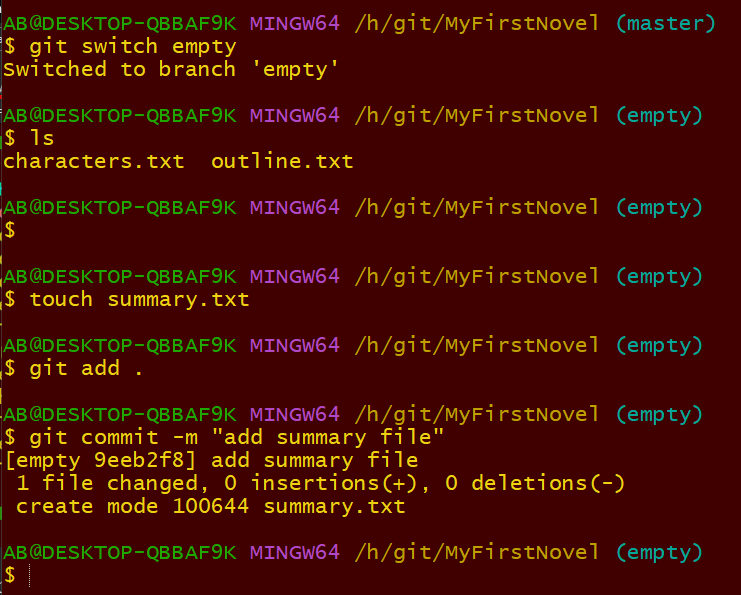 AB@DESKTOP-QBBAF9K MINGW64 /h/git/MyFirstNovel (master)
$ git switch empty
Switched to branch 'empty'
AB@DESKTOP-QBBAF9K MINGW64 /h/git/MyFirstNovel (empty)
$ ls
characters.txt  outline.txt
AB@DESKTOP-QBBAF9K MINGW64 /h/git/MyFirstNovel (empty)
$
AB@DESKTOP-QBBAF9K MINGW64 /h/git/MyFirstNovel (empty)
$ touch summary.txt
AB@DESKTOP-QBBAF9K MINGW64 /h/git/MyFirstNovel (empty)
$ git add .
AB@DESKTOP-QBBAF9K MINGW64 /h/git/MyFirstNovel (empty)
$ git commit -m "add summary file"
[empty 9eeb2f8] add summary file
 1 file changed, 0 insertions(+), 0 deletions(-)
 create mode 100644 summary.txt
AB@DESKTOP-QBBAF9K MINGW64 /h/git/MyFirstNovel (empty)
$